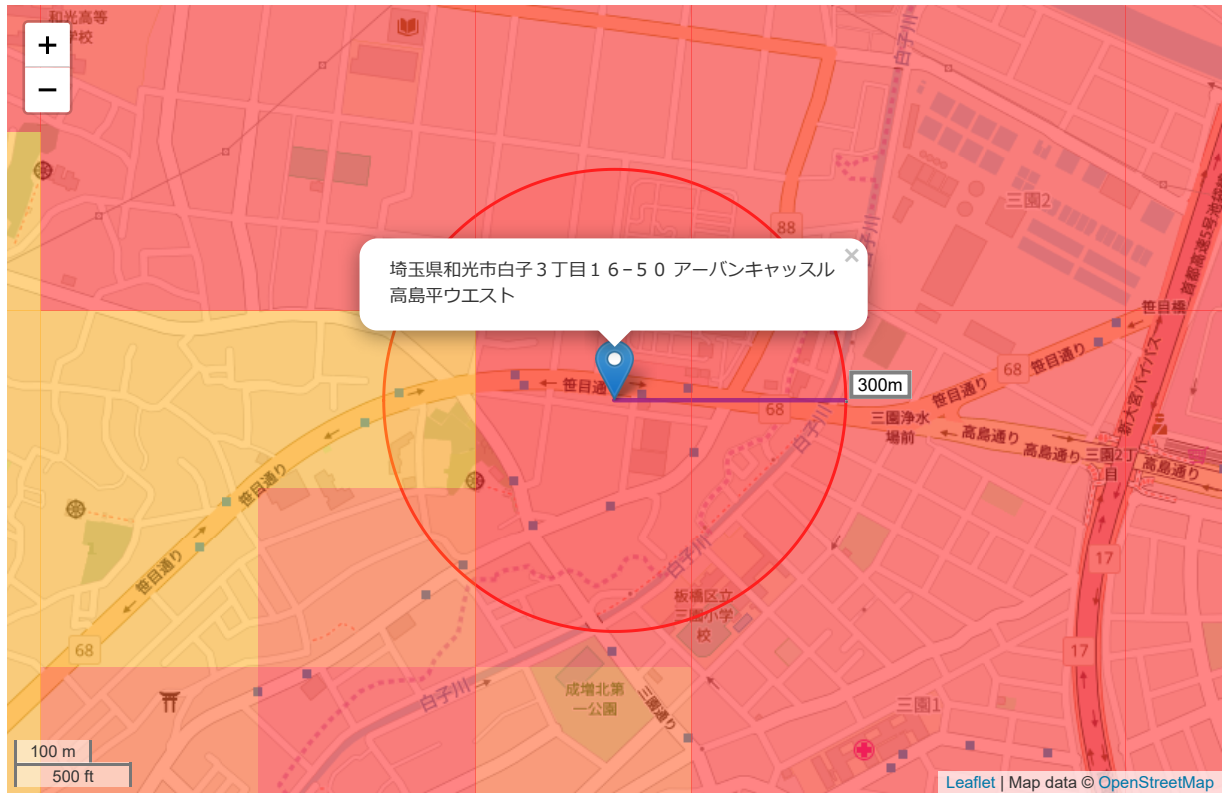 和光高等
学校
+
−
白子川
三園2
首都高速5号池袋線
88
埼玉県和光市白子３丁目１６−５０ アーバンキャッスル
高島平ウエスト
×
白子川
笹目橋
笹目通り
68
笹目通り
新大宮バイパス
笹目通り
300m
68
三園浄水
場前
高島通り
高島通り
三園2丁
目
高島通り
白子川
笹目通り
白子川
17
笹目通り
板橋区立
三園小学
校
68
17
白子川
成増北第
一公園
三園通り
三園1
100 m
500 ft
Leaflet | Map data © OpenStreetMap